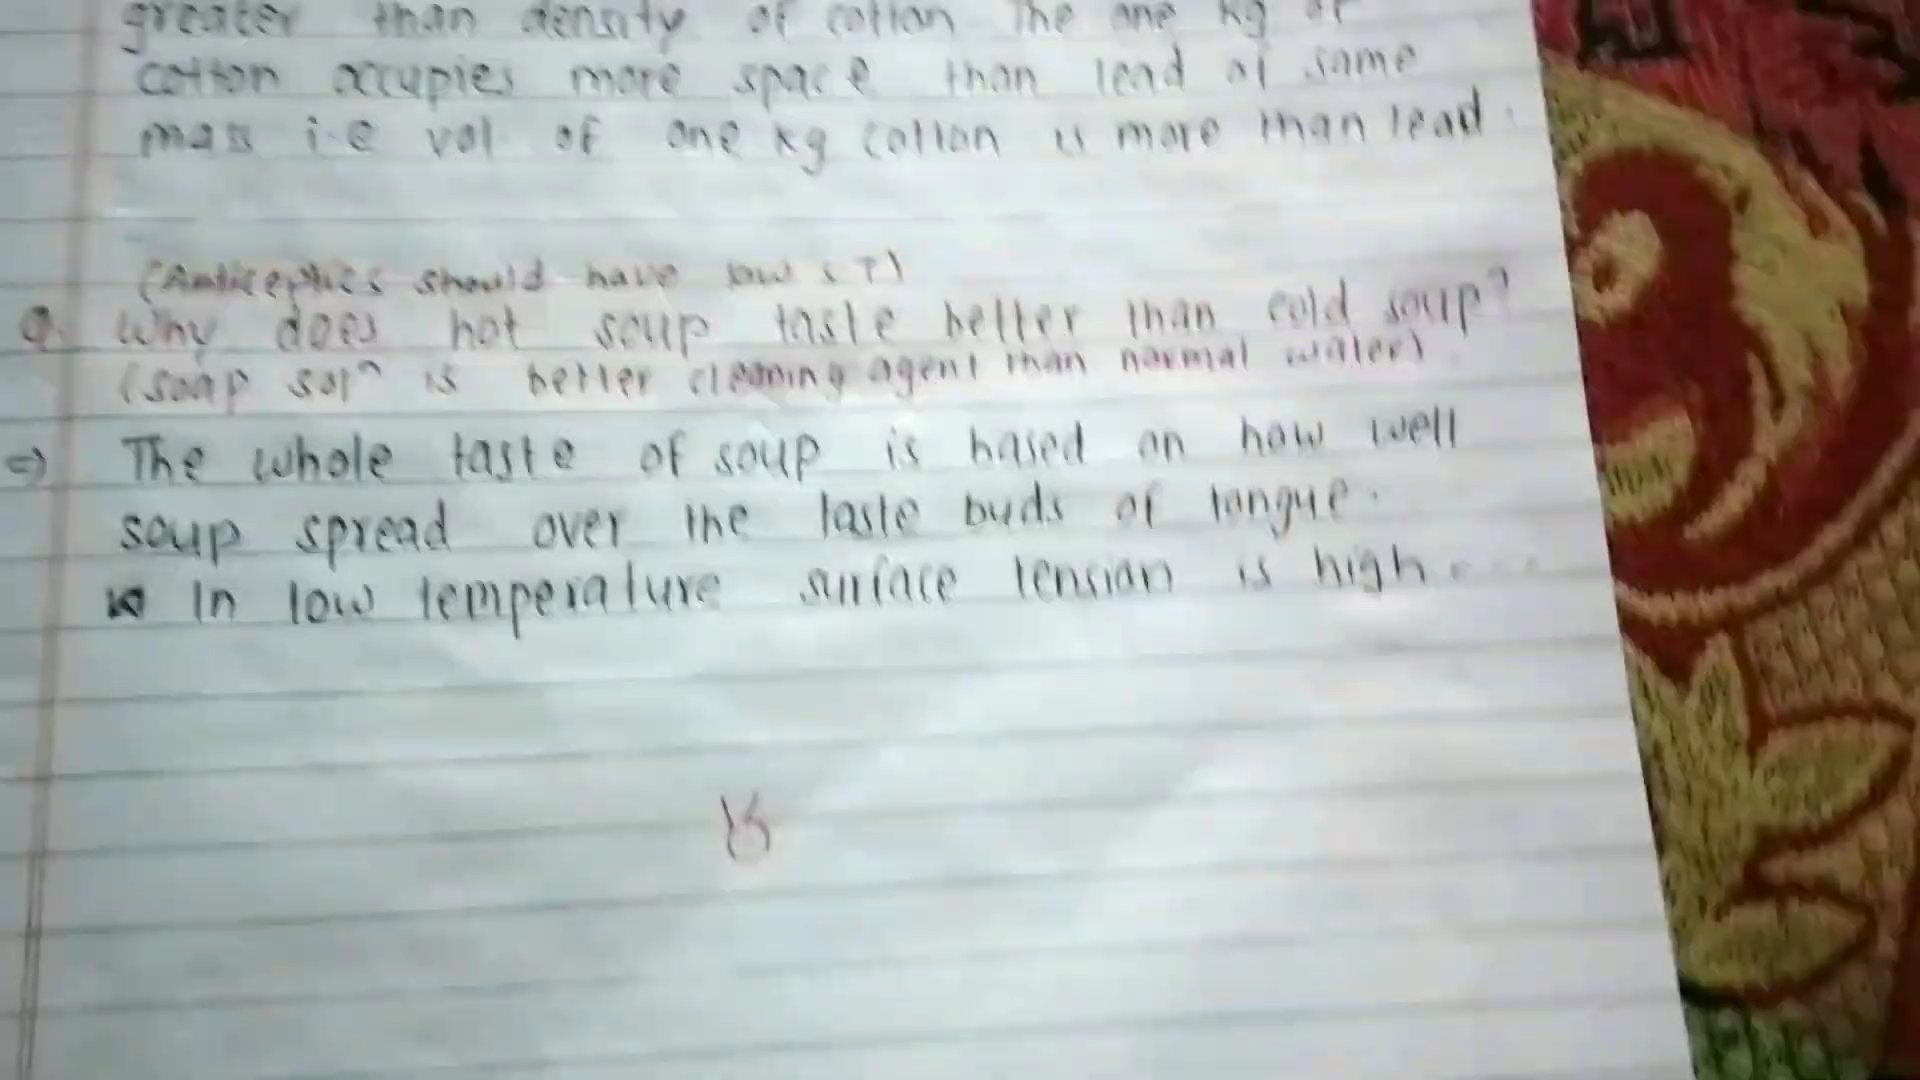 greater than density of cotton The one kg of
cotton occupies more space than lead of same
mass i.e vol. of one kg cotton is more than lead.
(Anticeptics should have low S T)
Q. Why does hot soup taste better than cold soup?
(soap solⁿ is better cleaning agent than normal water)
=> The whole taste of soup is based on how well
soup spread over the taste buds of tongue.
In low temperature surface tension is high....